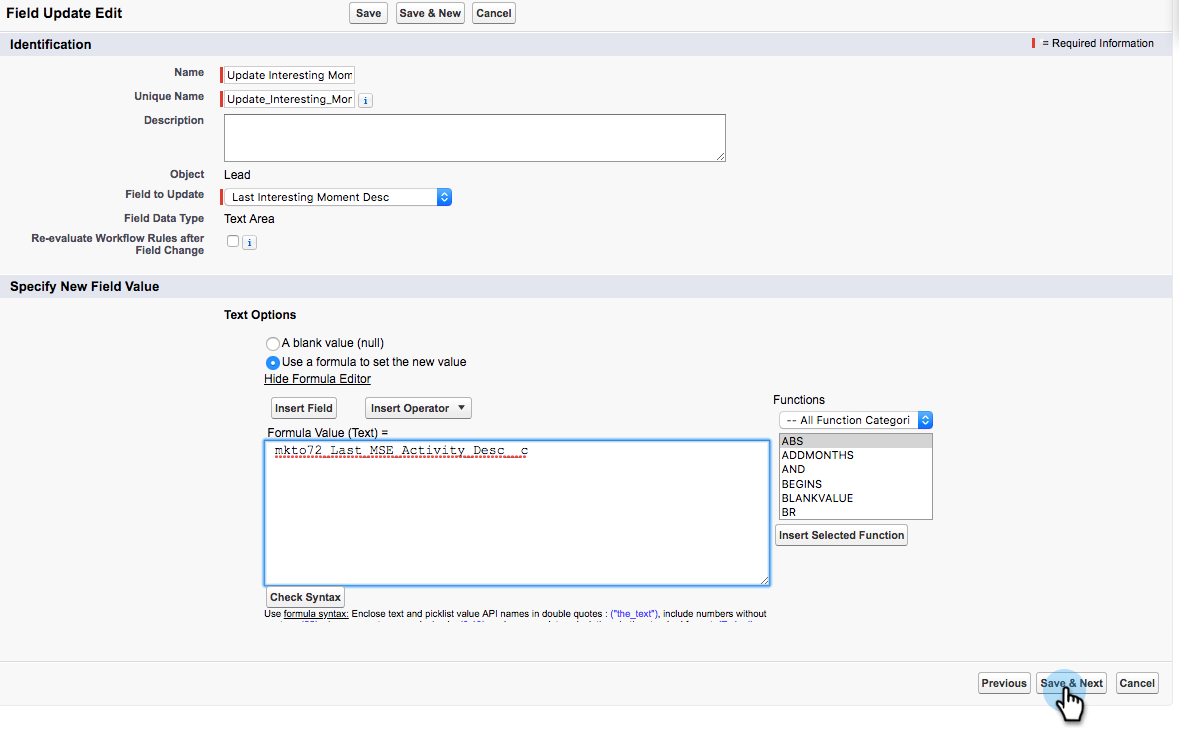 Field Update Edit Save Save & New Cancel
Identification = Required Information
Name Update Interesting Mom
Unique Name Update_Interesting_Mor i
Description
Object Lead
Field to Update Last Interesting Moment Desc
Field Data Type Text Area
Re-evaluate Workflow Rules after
Field Change i
Specify New Field Value
Text Options
A blank value (null)
Use a formula to set the new value
Hide Formula Editor
Functions
Insert Field Insert Operator -- All Function Categori
Formula Value (Text) =
mkto72_Last_MSE_Activity_Desc__c
ABS
ADDMONTHS
AND
BEGINS
BLANKVALUE
BR
Insert Selected Function
Check Syntax
Use formula syntax: Enclose text and picklist value API names in double quotes : ("the_text"), include numbers without
Previous Save & Next Cancel